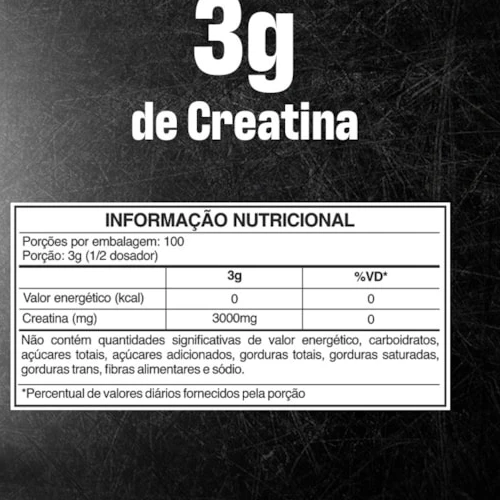 3g
de Creatina
INFORMAÇÃO NUTRICIONAL
Porções por embalagem: 100
Porção: 3g (1/2 dosador)
3g %VD*
Valor energético (kcal) 0 0
Creatina (mg) 3000mg 0
Não contém quantidades significativas de valor energético, carboidratos,
açúcares totais, açúcares adicionados, gorduras totais, gorduras saturadas,
gorduras trans, fibras alimentares e sódio.
*Percentual de valores diários fornecidos pela porção